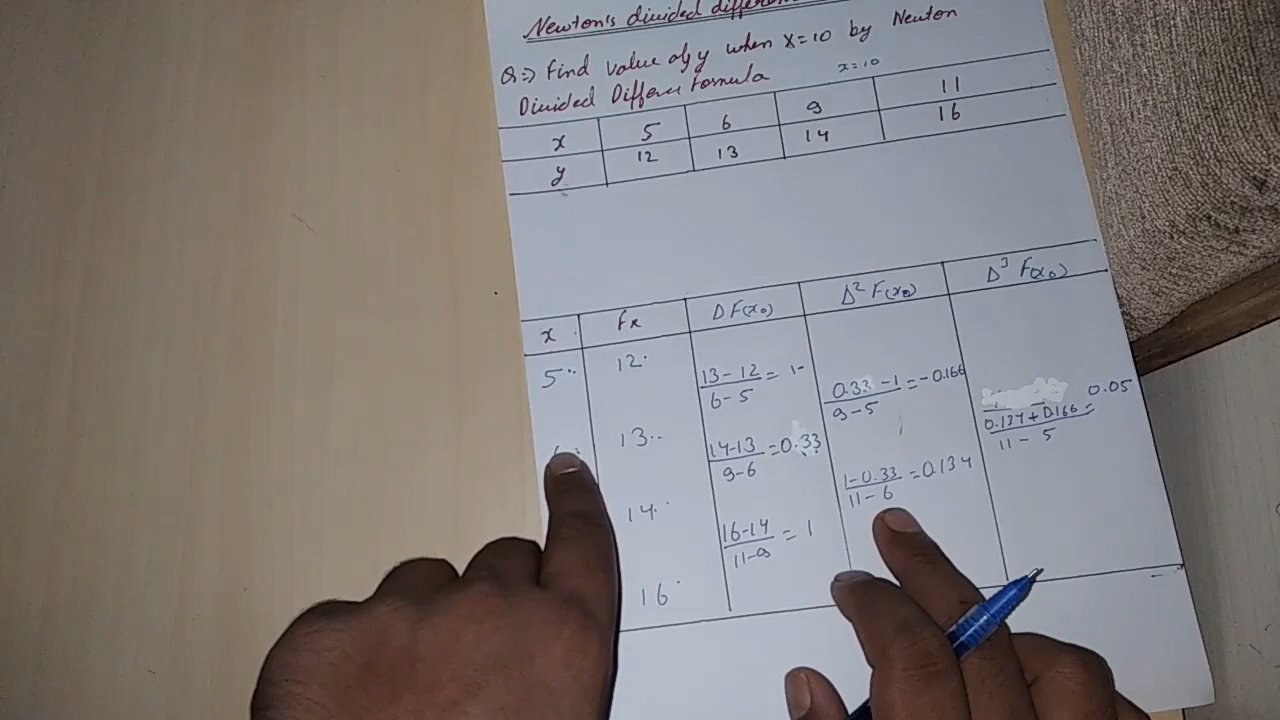 Newton's divided differen
Q⇒ Find value of y when x=10 by Newton
Divided Differe Formula x=10
x 5 6 9 11
y 12 13 14 16
x Fx ΔF(x₀) Δ² F(x₀) Δ³ F(x₀)
5 12 13-12/6-5 = 1 0.33-1/9-5 = -0.166 0.134+0.166/11-5 = 0.05
13 14-13/9-6 = 0.33 1-0.33/11-6 = 0.134
14 16-14/11-9 = 1
16